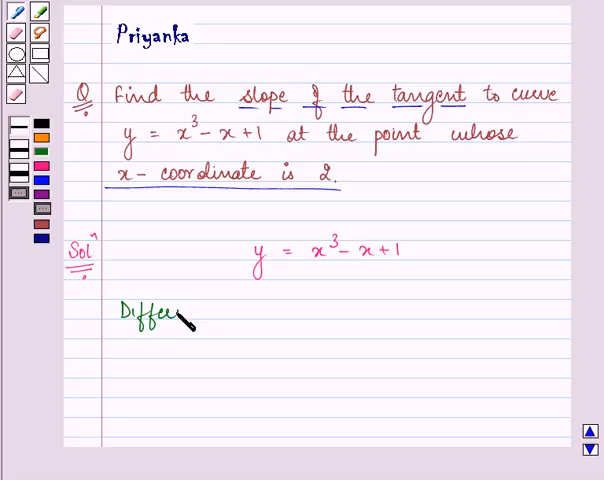 Priyanka
Q Find the slope of the tangent to curve
y = x³ - x + 1 at the point whose
x - coordinate is 2.
Solⁿ y = x³ - x + 1
Differ